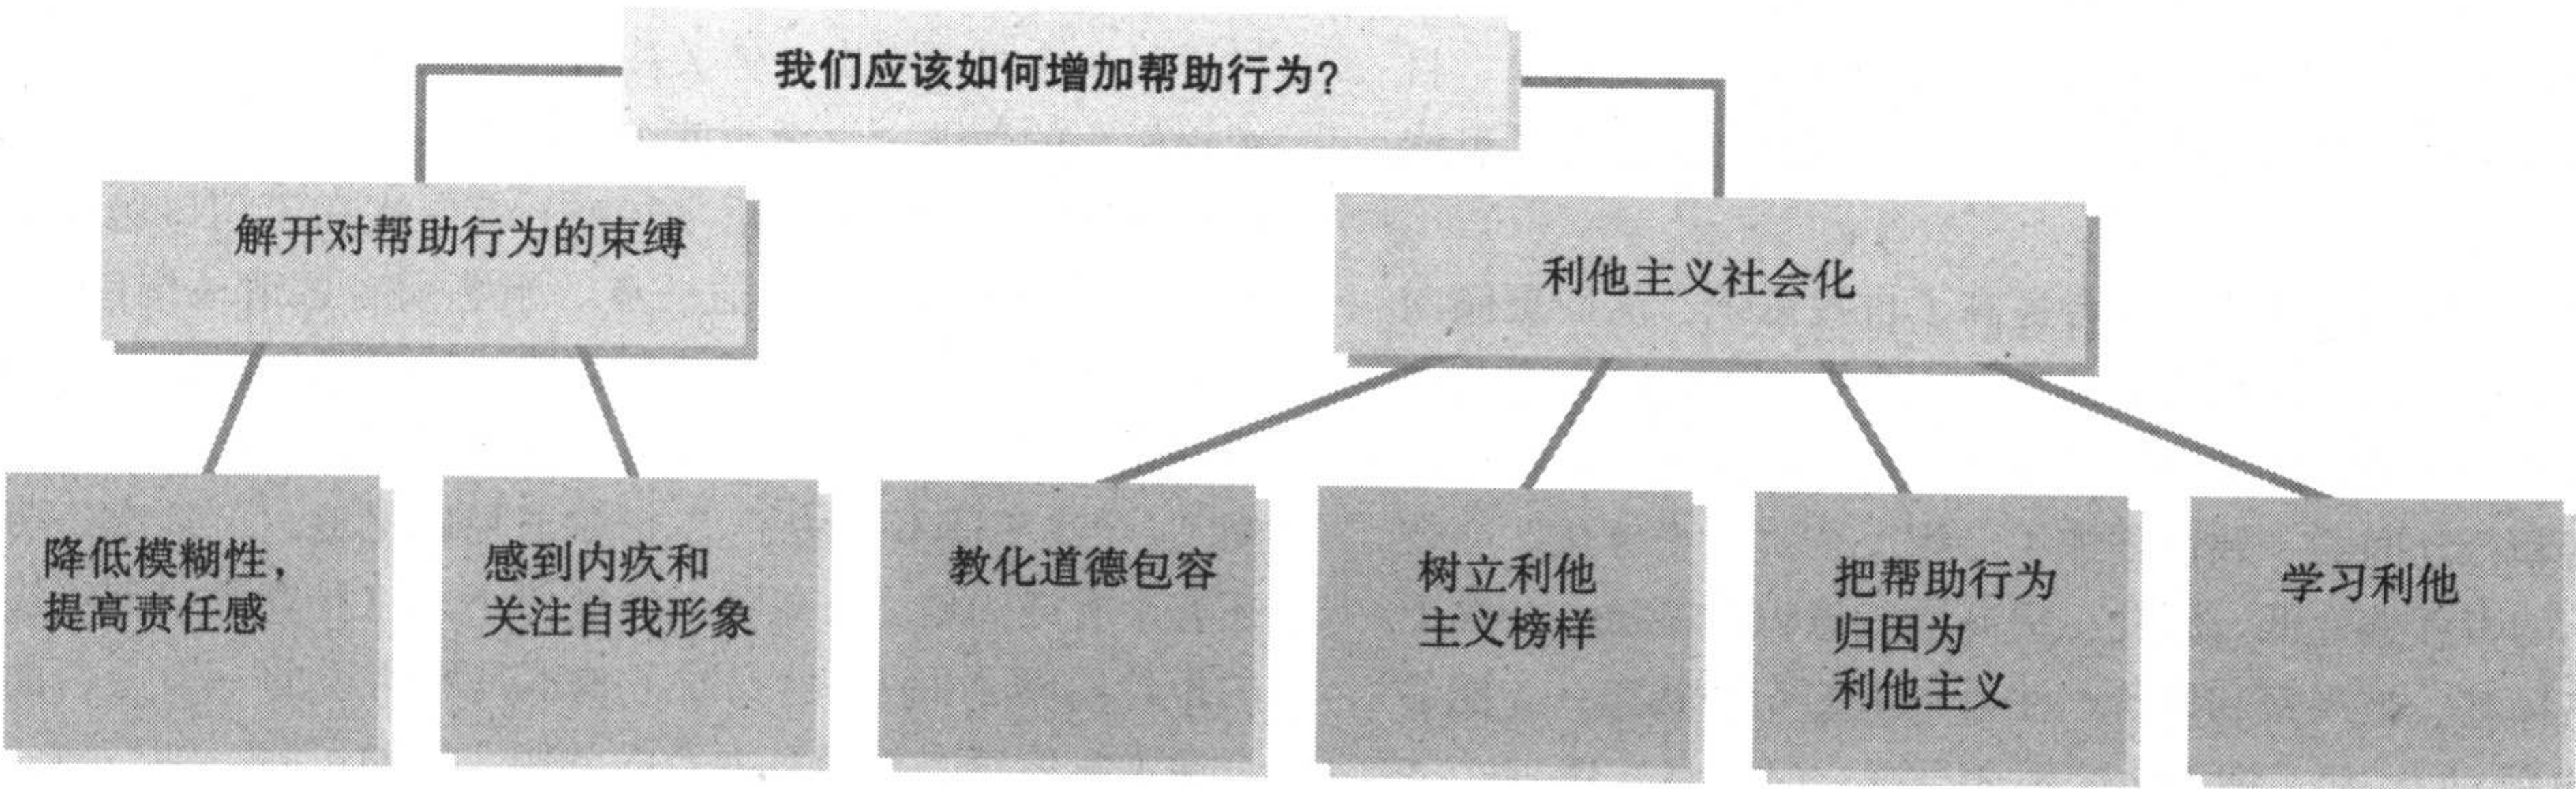 我们应该如何增加帮助行为?
解开对帮助行为的束缚
利他主义社会化
降低模糊性,
提高责任感
感到内疚和
关注自我形象
教化道德包容
树立利他
主义榜样
把帮助行为
归因为
利他主义
学习利他